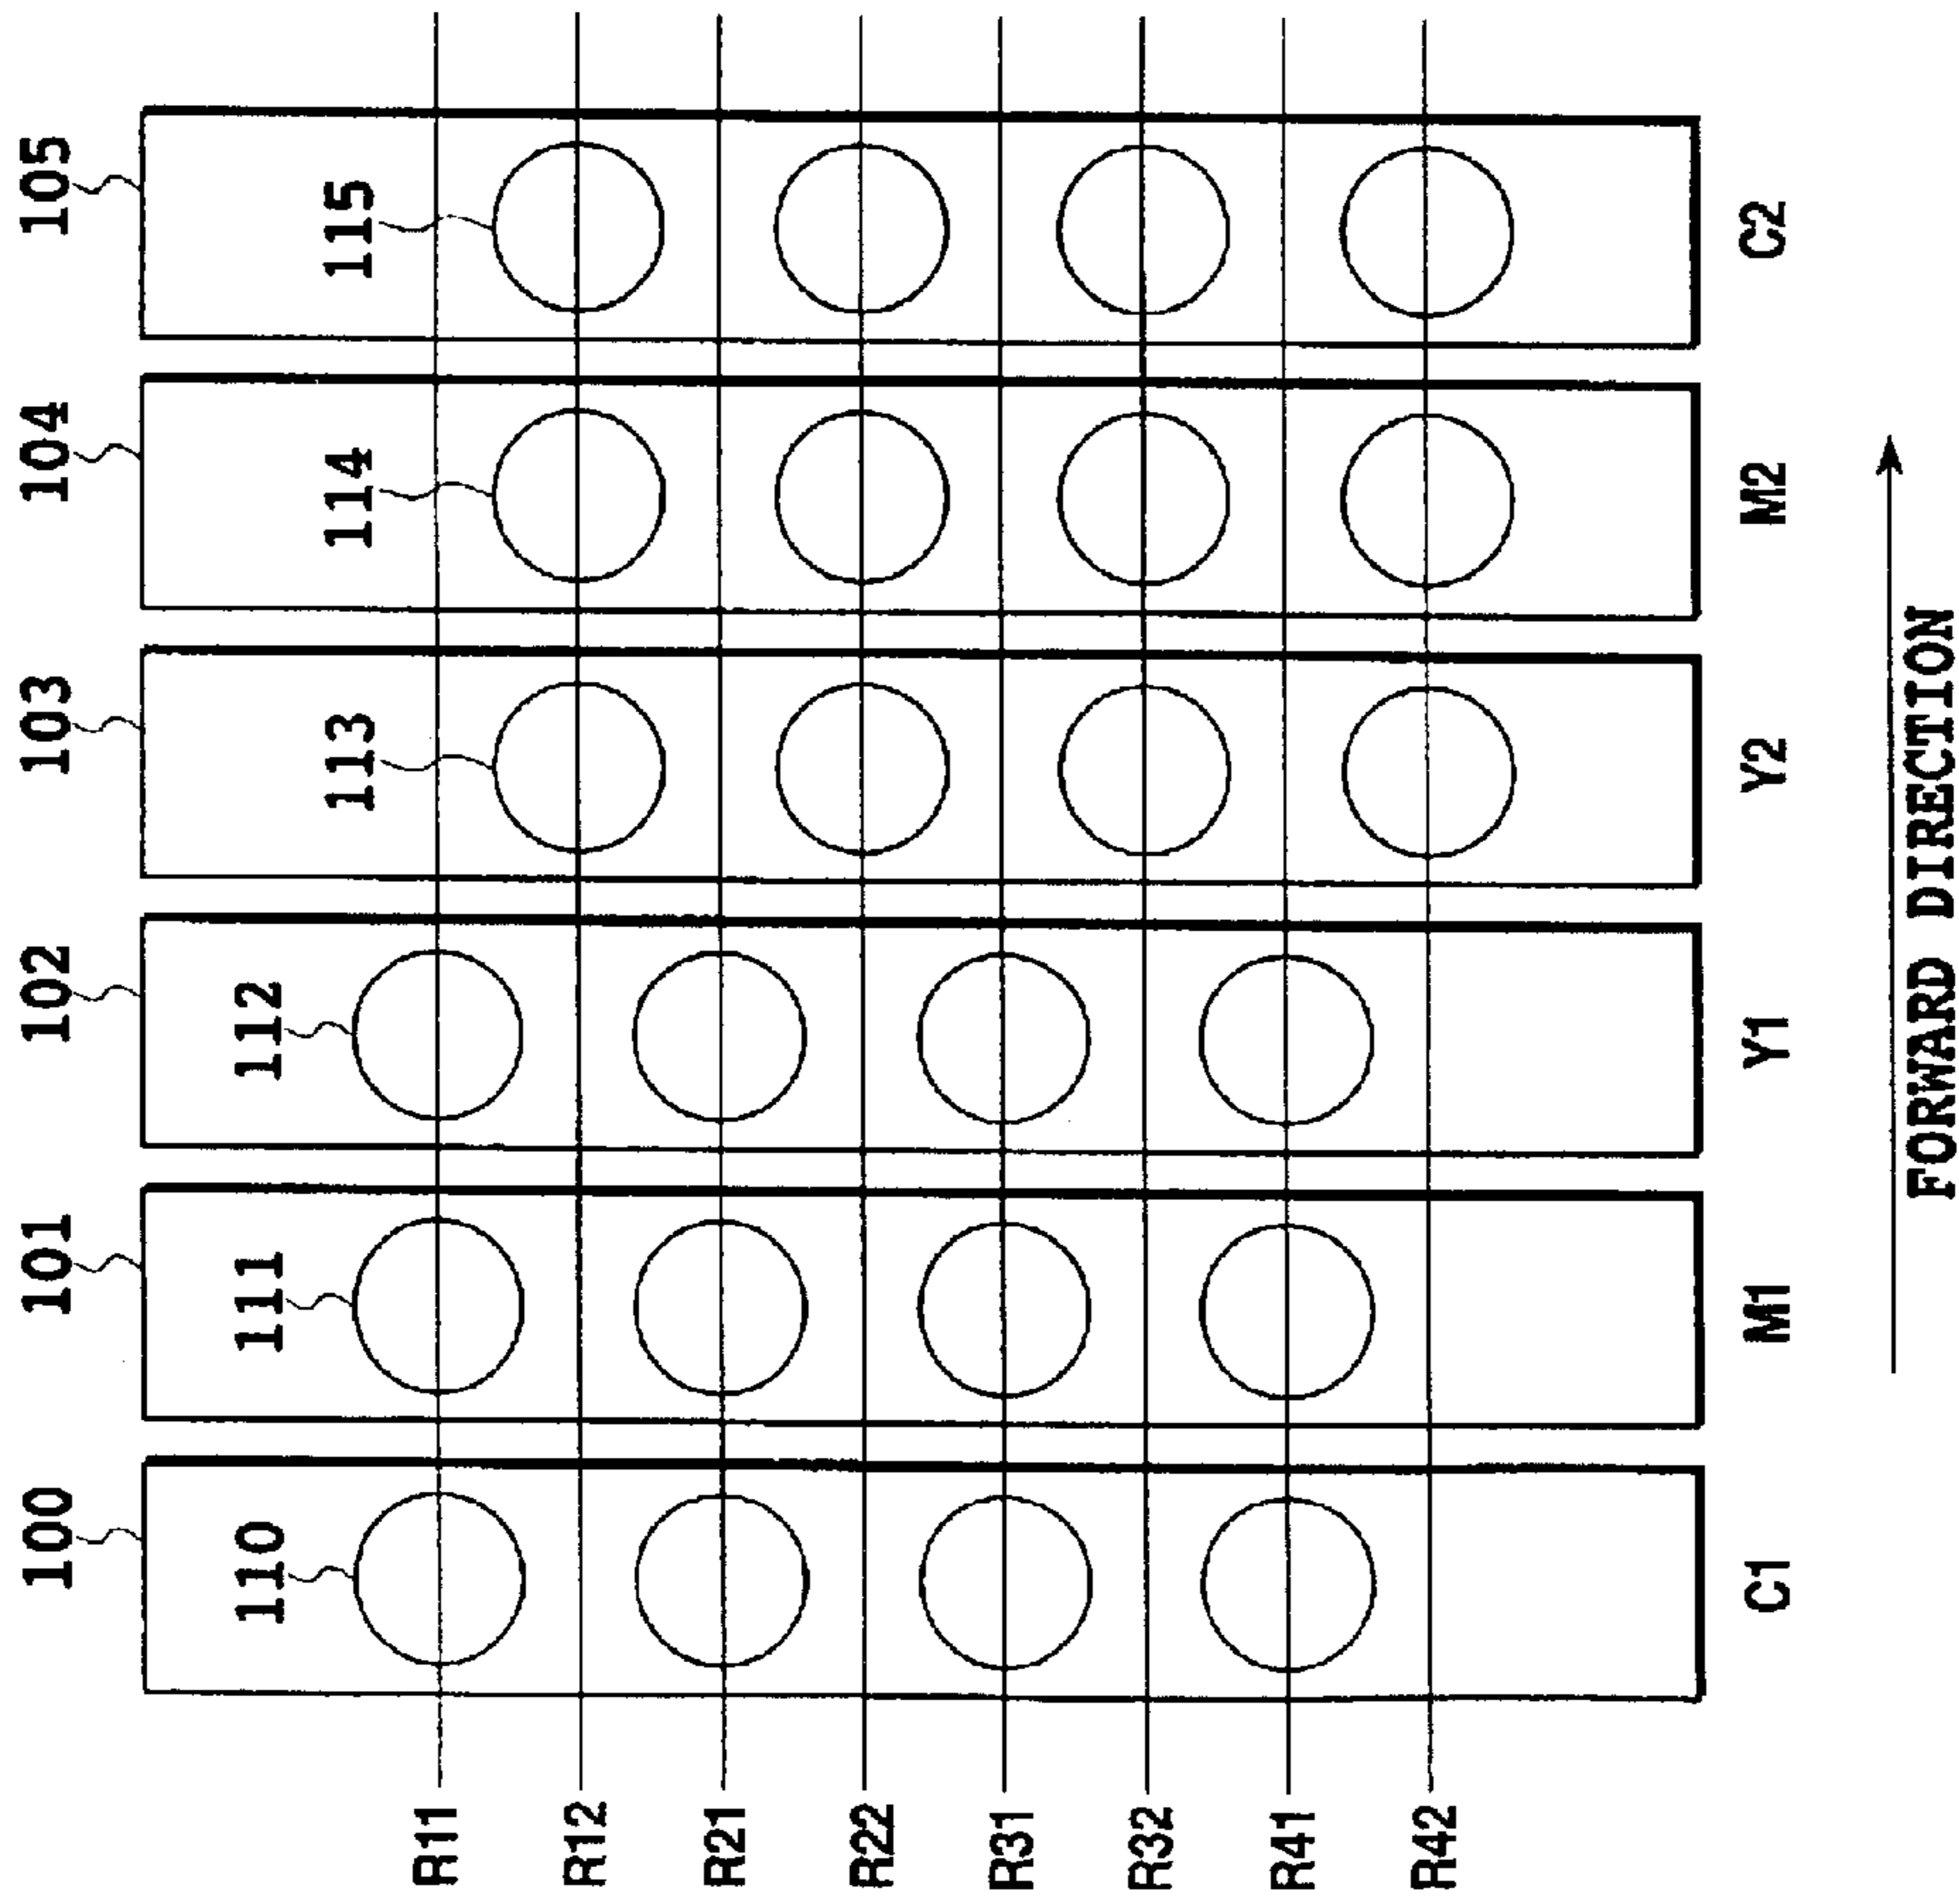 100
101
102
103
104
105
110
111
112
113
114
115
R11
R12
R21
R22
R31
R32
R41
R42
C1
M1
Y1
Y2
M2
C2
FORWARD DIRECTION